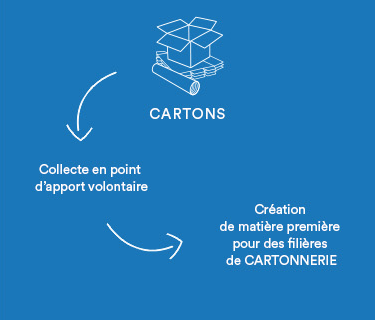 CARTONS
Collecte en point
d'apport volontaire
Création
de matière première
pour des filières
de CARTONNERIE